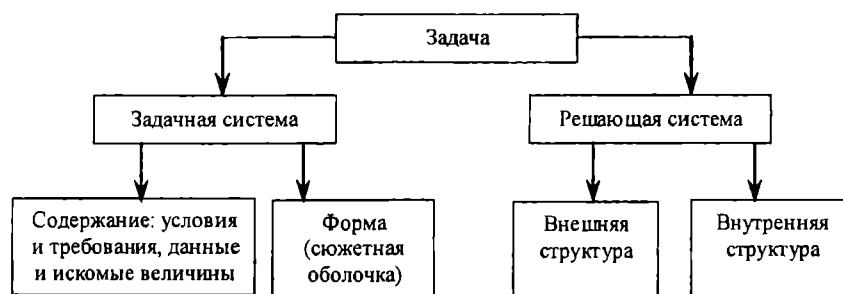 Задача
Задачная система
Решающая система
Содержание: условия
и требования, данные
и искомые величины
Форма
(сюжетная
оболочка)
Внешняя
структура
Внутренняя
структура